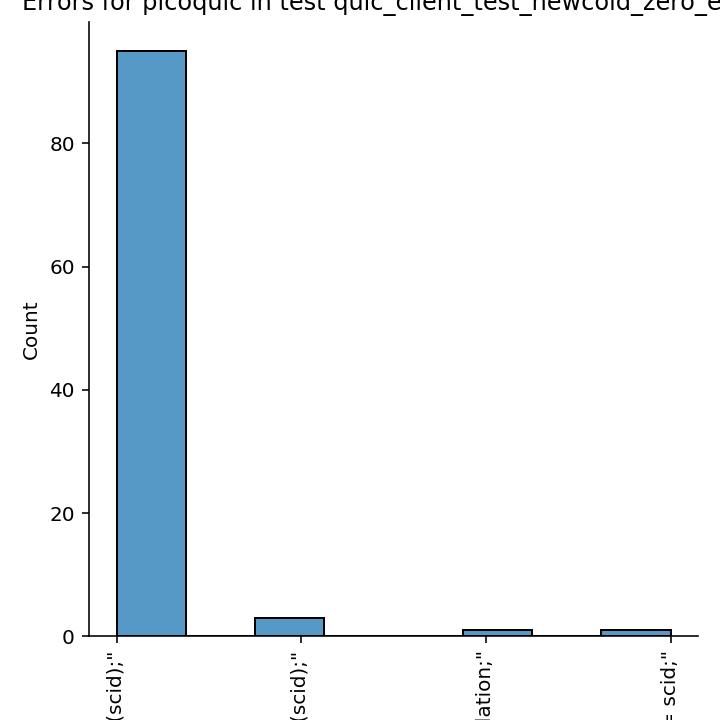 Errors for picoquic in test quic_client_test_newcoid_zero_e
80
60
40
20
0
Count
(scid);"
(scid);"
lation;"
= scid;"